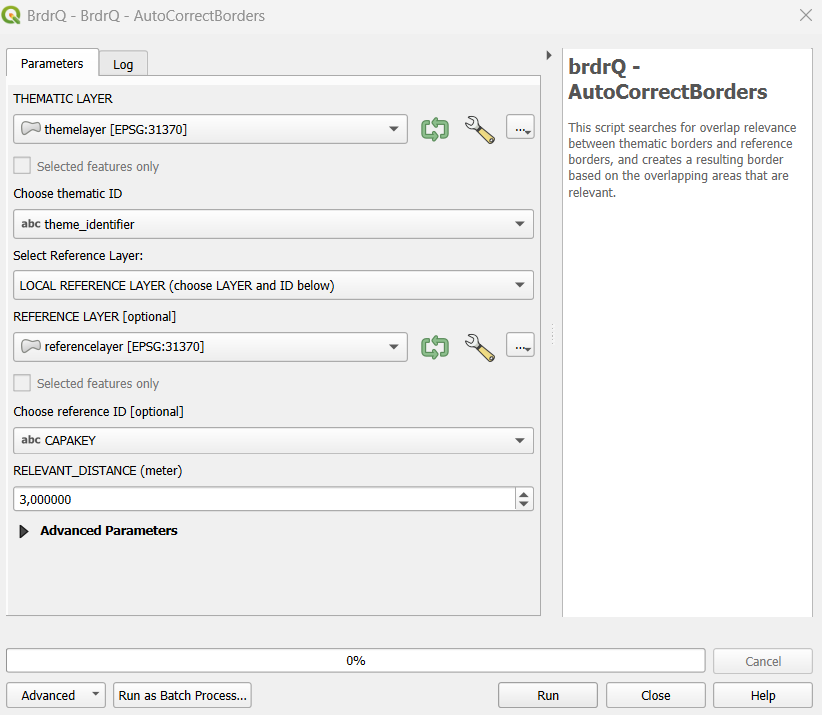 BrdrQ - BrdrQ - AutoCorrectBorders
Parameters
Log
THEMATIC LAYER
themelayer [EPSG:31370]
...
Selected features only
Choose thematic ID
abc theme_identifier
Select Reference Layer:
LOCAL REFERENCE LAYER (choose LAYER and ID below)
REFERENCE LAYER [optional]
referencelayer [EPSG:31370]
...
Selected features only
Choose reference ID [optional]
abc CAPAKEY
RELEVANT_DISTANCE (meter)
3,000000
Advanced Parameters
brdrQ -
AutoCorrectBorders
This script searches for overlap relevance
between thematic borders and reference
borders, and creates a resulting border
based on the overlapping areas that are
relevant.
0%
Cancel
Advanced
Run as Batch Process...
Run
Close
Help